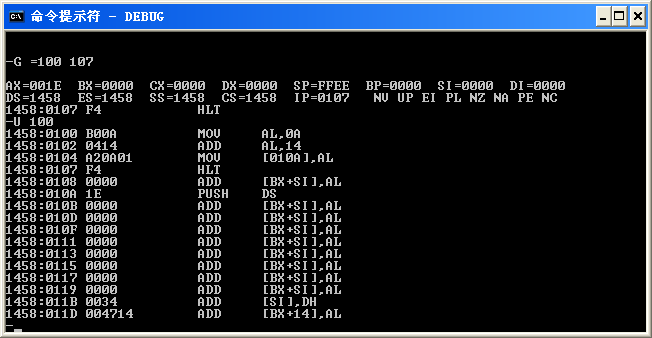 命令提示符 - DEBUG
-G =100 107
AX=001E  BX=0000  CX=0000  DX=0000  SP=FFEE  BP=0000  SI=0000  DI=0000
DS=1458  ES=1458  SS=1458  CS=1458  IP=0107   NV UP EI PL NZ NA PE NC
1458:0107 F4            HLT
-U 100
1458:0100 B00A          MOV     AL,0A
1458:0102 0414          ADD     AL,14
1458:0104 A20A01        MOV     [010A],AL
1458:0107 F4            HLT
1458:0108 0000          ADD     [BX+SI],AL
1458:010A 1E            PUSH    DS
1458:010B 0000          ADD     [BX+SI],AL
1458:010D 0000          ADD     [BX+SI],AL
1458:010F 0000          ADD     [BX+SI],AL
1458:0111 0000          ADD     [BX+SI],AL
1458:0113 0000          ADD     [BX+SI],AL
1458:0115 0000          ADD     [BX+SI],AL
1458:0117 0000          ADD     [BX+SI],AL
1458:0119 0000          ADD     [BX+SI],AL
1458:011B 0034          ADD     [SI],DH
1458:011D 004714        ADD     [BX+14],AL
-_